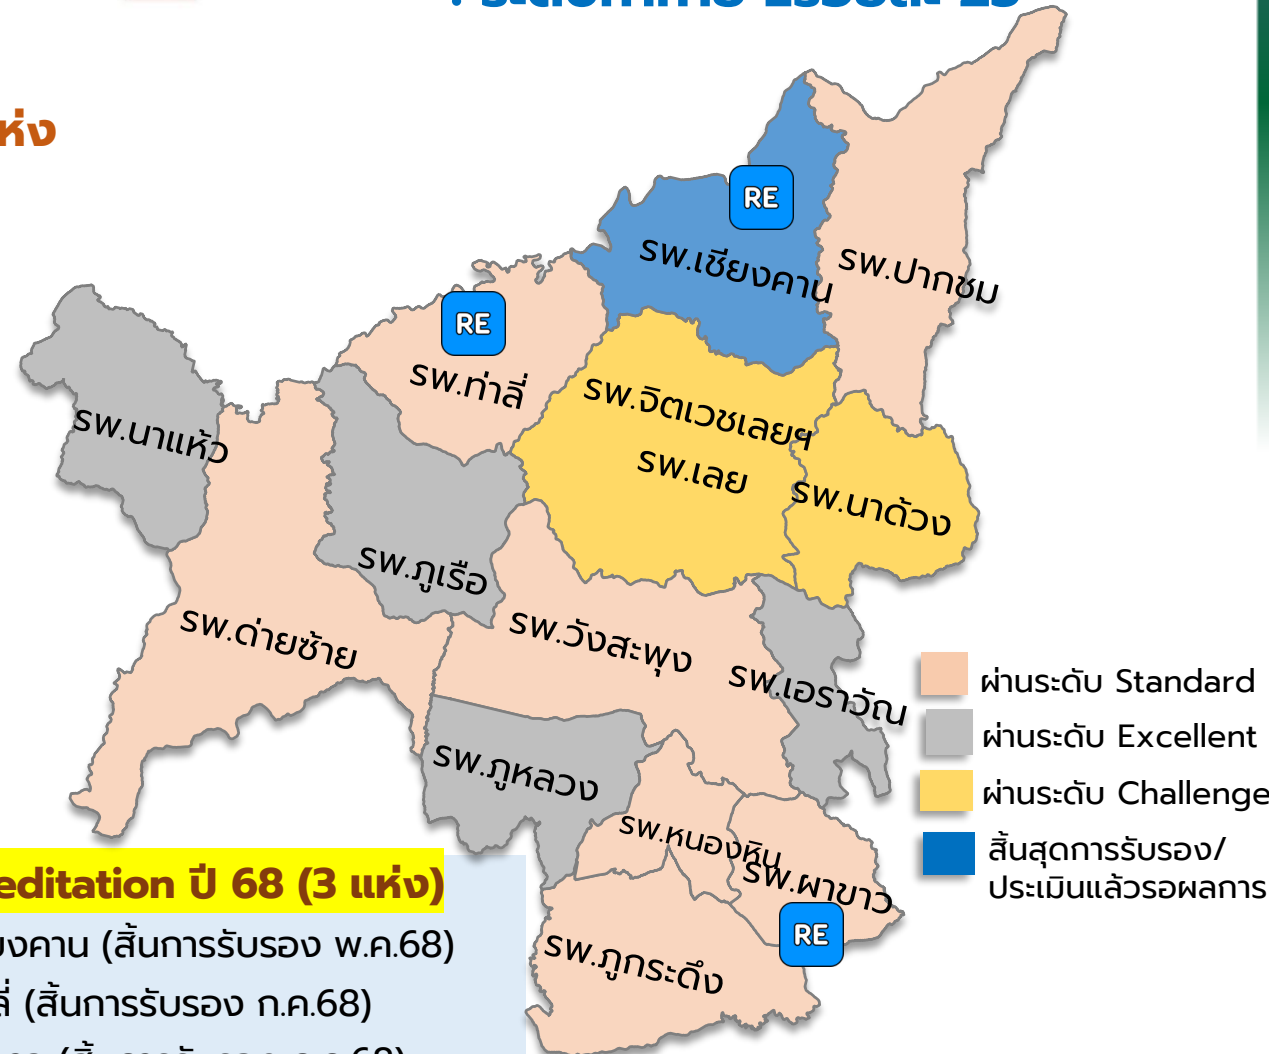 ห่ง
RE
รพ.เชียงคาน
รพ.ปากชม
RE
รพ.ท่าลี่
รพ.จิตเวชเลยฯ
รพ.เลย
รพ.นาแห้ว
รพ.นาด้วง
รพ.ภูเรือ
รพ.ด่ายซ้าย
รพ.วังสะพุง
รพ.เอราวัณ
รพ.ภูหลวง
รพ.หนองหิน
รพ.ผาขาว
RE
รพ.ภูกระดึง
ผ่านระดับ Standard
ผ่านระดับ Excellent
ผ่านระดับ Challenge
สิ้นสุดการรับรอง/
ประเมินแล้วรอผลการ
editation ปี 68 (3 แห่ง)
ยงคาน (สิ้นการรับรอง พ.ค.68)
ลี่ (สิ้นการรับรอง ก.ค.68)